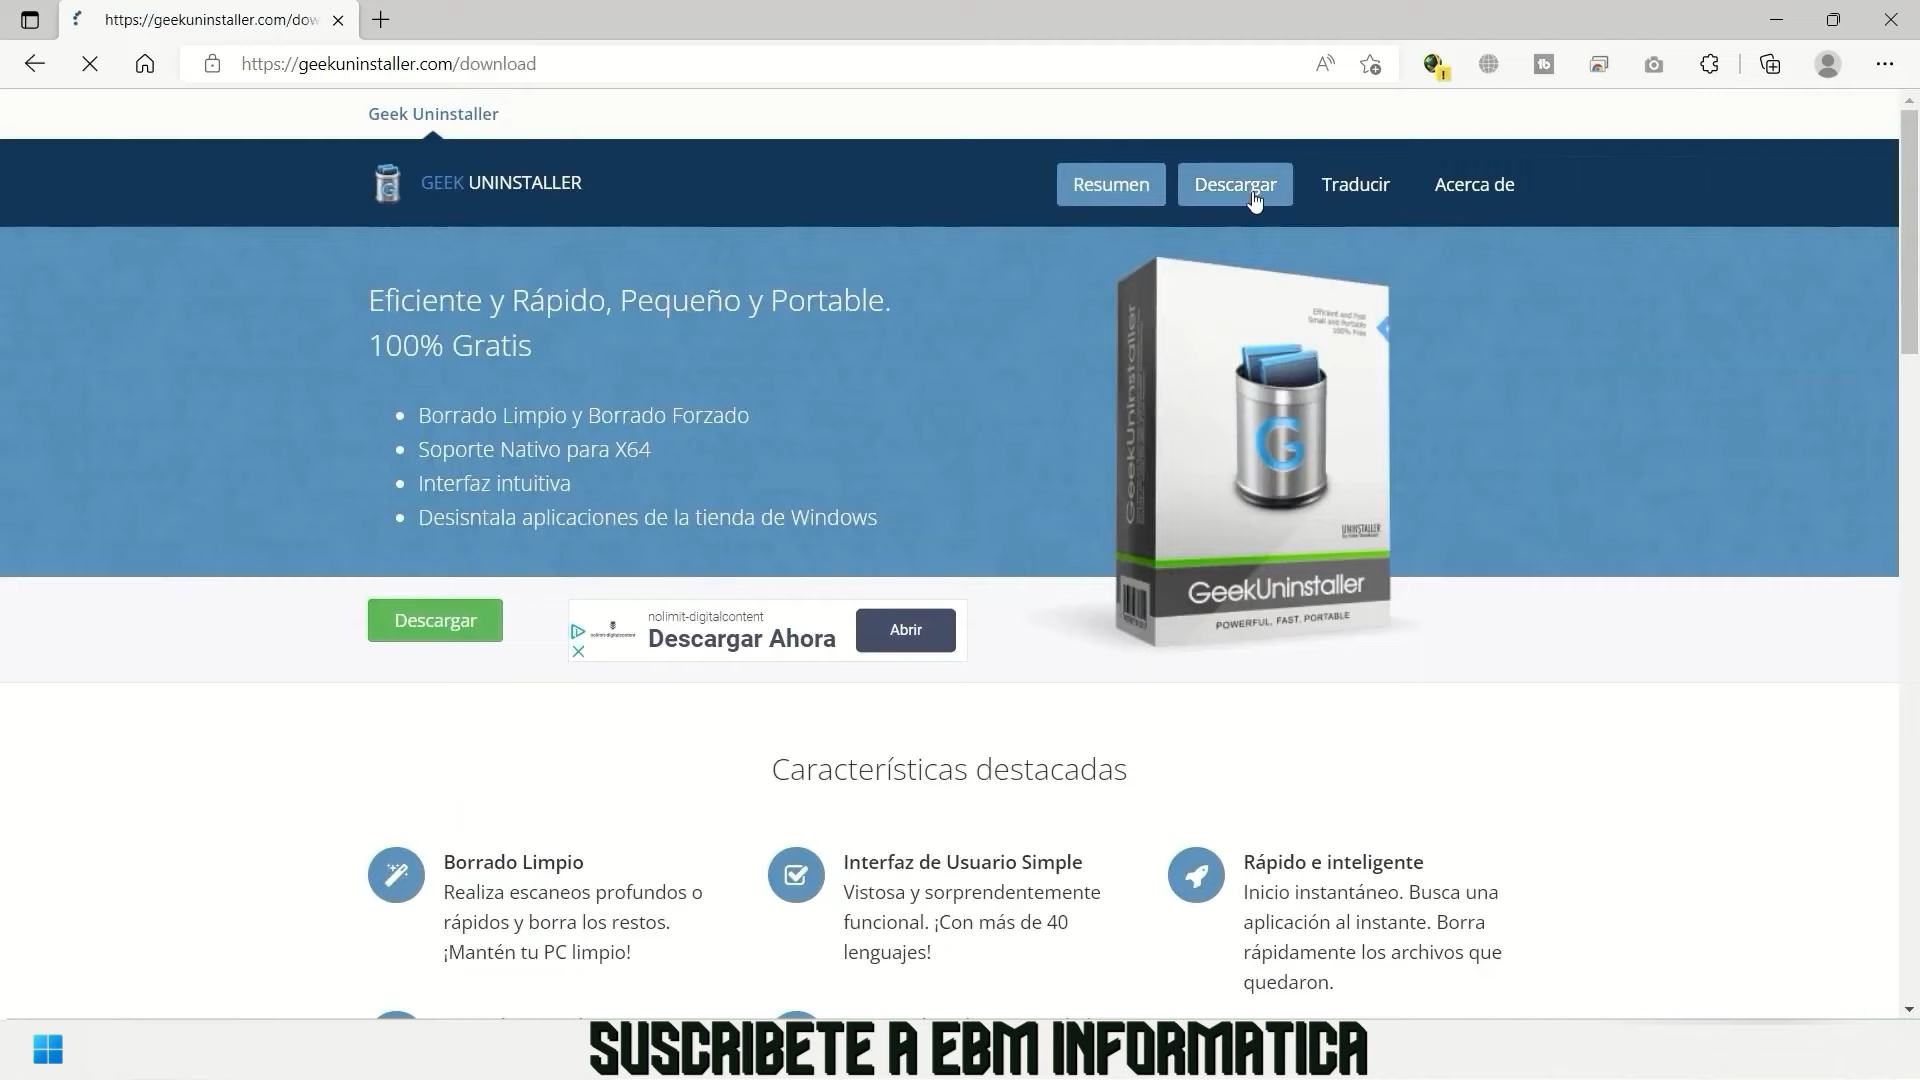 https://geekuninstaller.com/dow
https://geekuninstaller.com/download
Geek Uninstaller
GEEK UNINSTALLER
Resumen
Descargar
Traducir
Acerca de
Eficiente y Rápido, Pequeño y Portable.
100% Gratis
Borrado Limpio y Borrado Forzado
Soporte Nativo para X64
Interfaz intuitiva
Desisntala aplicaciones de la tienda de Windows
Efficient and Fast
Small and Portable
100% Free
GeekUninstaller
G
UNINSTALLER
GeekUninstaller
POWERFUL, FAST, PORTABLE
Descargar
nolimit-digitalcontent
nolimit-digitalcontent
Descargar Ahora
Abrir
Características destacadas
Borrado Limpio
Realiza escaneos profundos o
rápidos y borra los restos.
¡Mantén tu PC limpio!
Interfaz de Usuario Simple
Vistosa y sorprendentemente
funcional. ¡Con más de 40
lenguajes!
Rápido e inteligente
Inicio instantáneo. Busca una
aplicación al instante. Borra
rápidamente los archivos que
quedaron.
SUSCRIBETE A EBM INFORMATICA